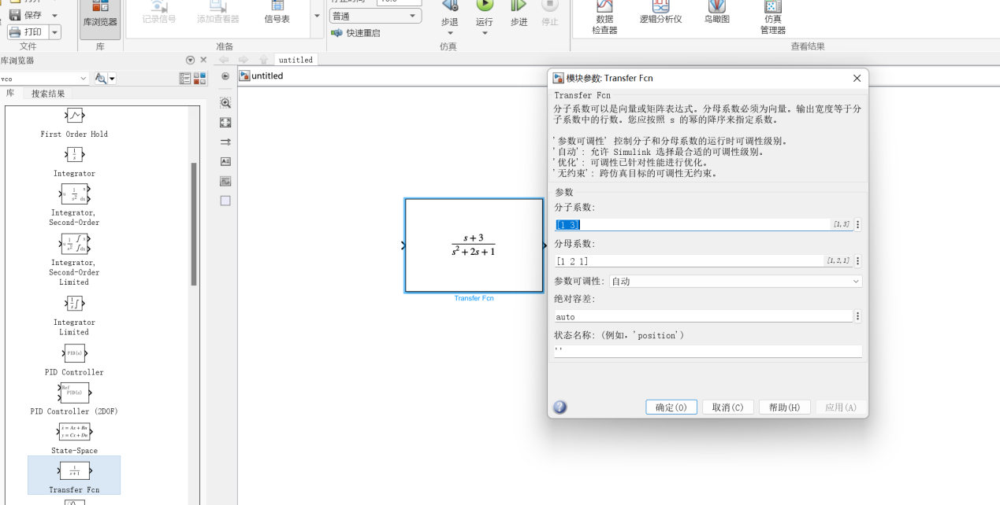 保存
打印
文件
库浏览器
库
记录信号
添加查看器
信号表
准备
普通
快速重启
步退
运行
步进
停止
仿真
数据
检查器
逻辑分析仪
鸟瞰图
仿真
管理器
查看结果
库浏览器
untitled
vco
untitled
库
搜索结果
First Order Hold
Integrator
Integrator,
Second-Order
Integrator,
Second-Order
Limited
Integrator
Limited
PID(s)
PID Controller
Ref
PID(s)
PID Controller (2DOF)
State-Space
1
s+1
Transfer Fcn
s + 3
s² + 2s + 1
Transfer Fcn
模块参数: Transfer Fcn
Transfer Fcn
分子系数可以是向量或矩阵表达式。分母系数必须为向量。输出宽度等于分
子系数中的行数。您应按照 s 的幂的降序来指定系数。
'参数可调性' 控制分子和分母系数的运行时可调性级别。
'自动': 允许 Simulink 选择最合适的可调性级别。
'优化': 可调性已针对性能进行优化。
'无约束': 跨仿真目标的可调性无约束。
参数
分子系数:
[1 3]
[1, 3]
分母系数:
[1 2 1]
[1, 2, 1]
参数可调性: 自动
绝对容差:
auto
状态名称: (例如，'position')
''
确定(O)
取消(C)
帮助(H)
应用(A)